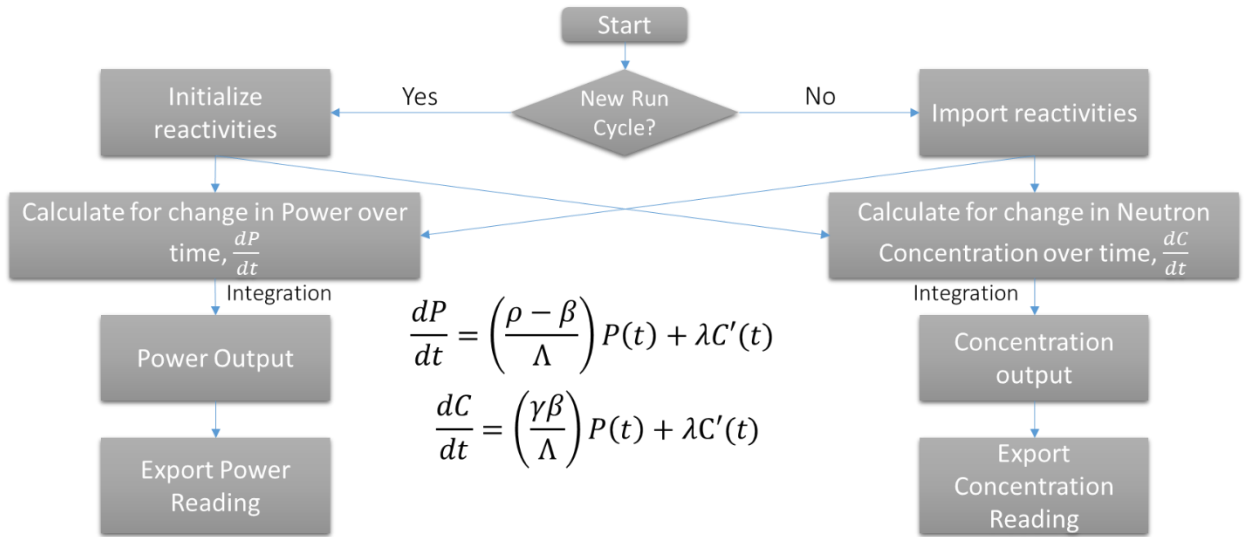 Start
New Run
Cycle?
Yes
No
Initialize
reactivities
Import reactivities
Calculate for change in Power over
time, dP/dt
Calculate for change in Neutron
Concentration over time, dC/dt
Integration
Integration
Power Output
Concentration
output
Export Power
Reading
Export
Concentration
Reading
dP/dt = ((ρ − β)/Λ) P(t) + λC′(t)
dC/dt = (γβ/Λ) P(t) + λC′(t)